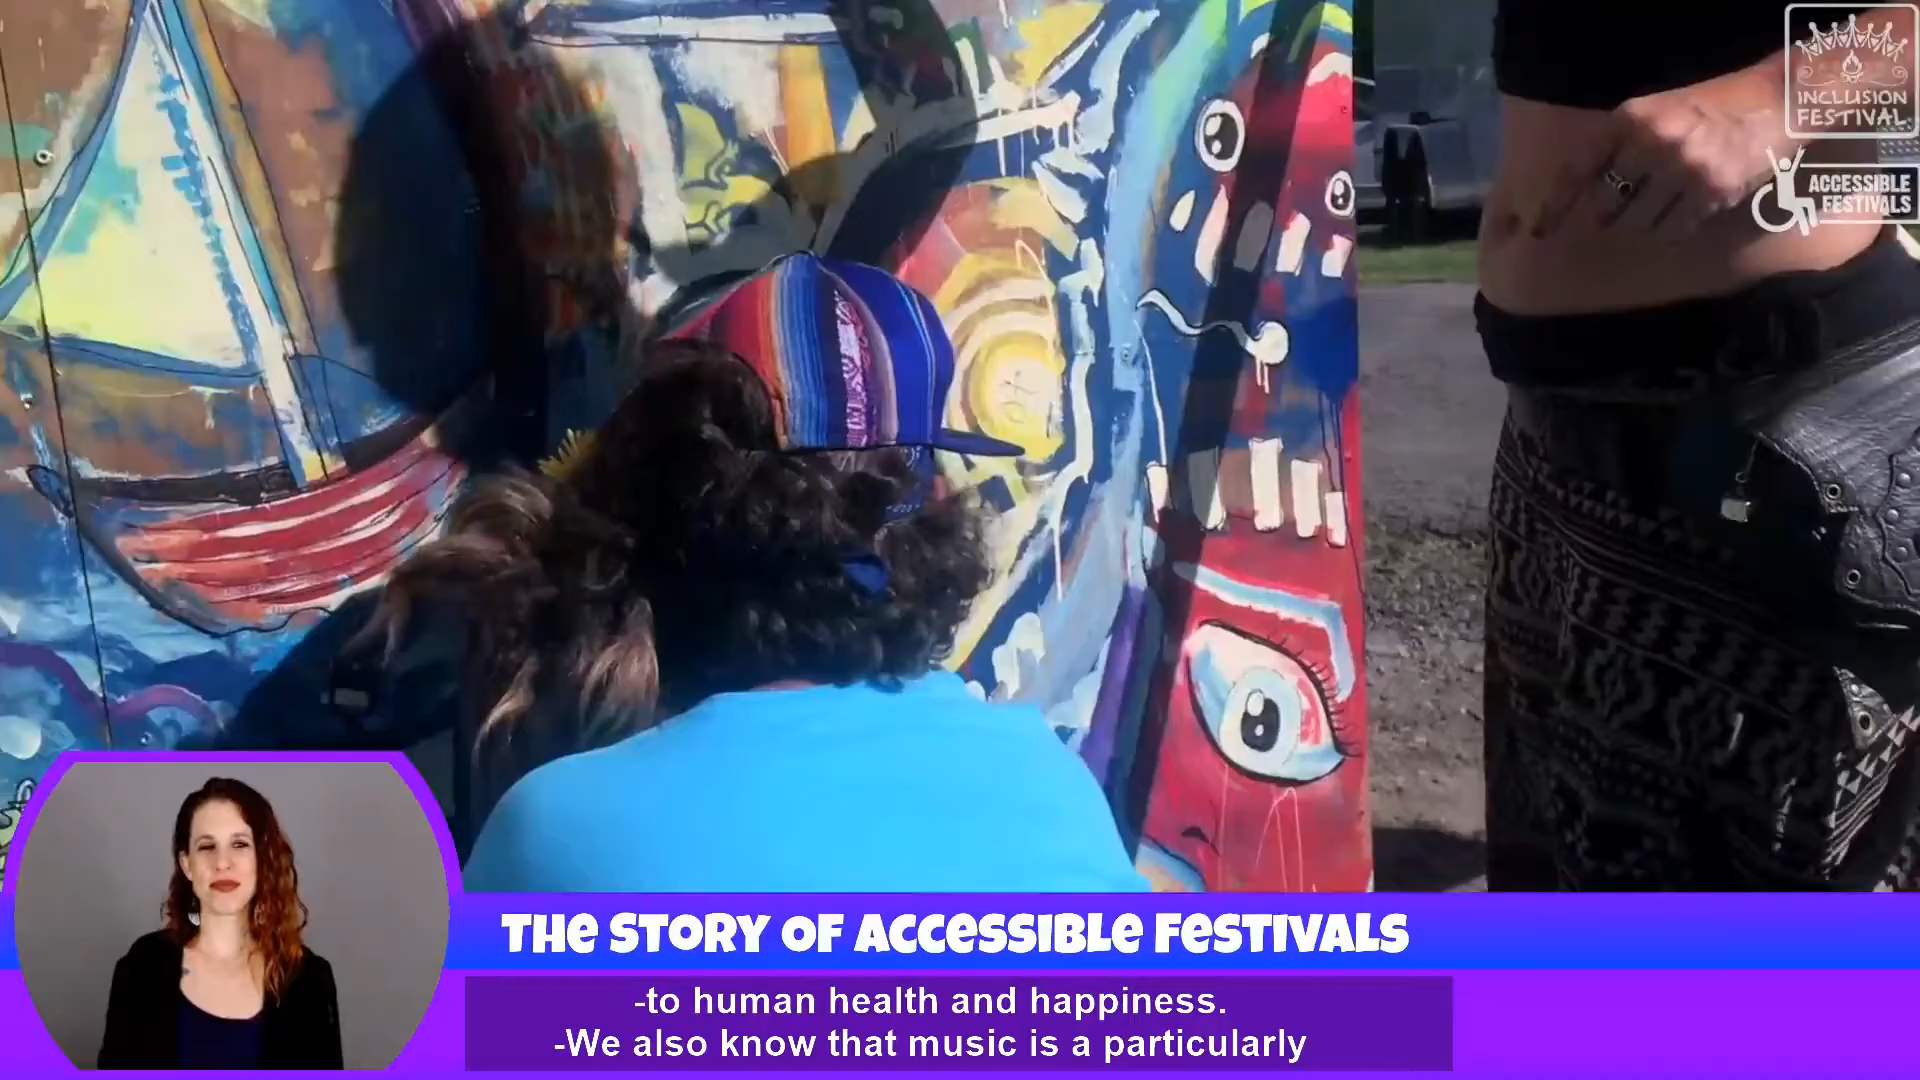 INCLUSION
FESTIVAL
ACCESSIBLE
FESTIVALS
THE STORY OF ACCESSIBLE FESTIVALS
-to human health and happiness.
-We also know that music is a particularly